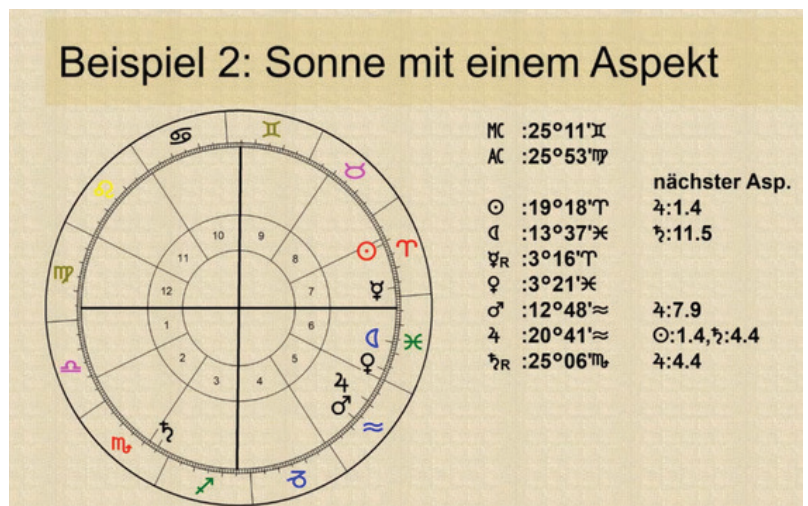 Beispiel 2: Sonne mit einem Aspekt
MC :25°11'♊
AC :25°53'♍
nächster Asp.
☉ :19°18'♈ ♃:1.4
☾ :13°37'♓ ♄:11.5
☿R :3°16'♈
♀ :3°21'♓
♂ :12°48'♒ ♃:7.9
♃ :20°41'♒ ☉:1.4,♄:4.4
♄R :25°06'♏ ♃:4.4
♋ ♊
♌ ♉
♈
♍
♎ ♓
♏ ♒
♐ ♑
10 9
11 8
12 7
1 6
2 5
3 4
☉
☿
☾
♀
♃
♂
♄